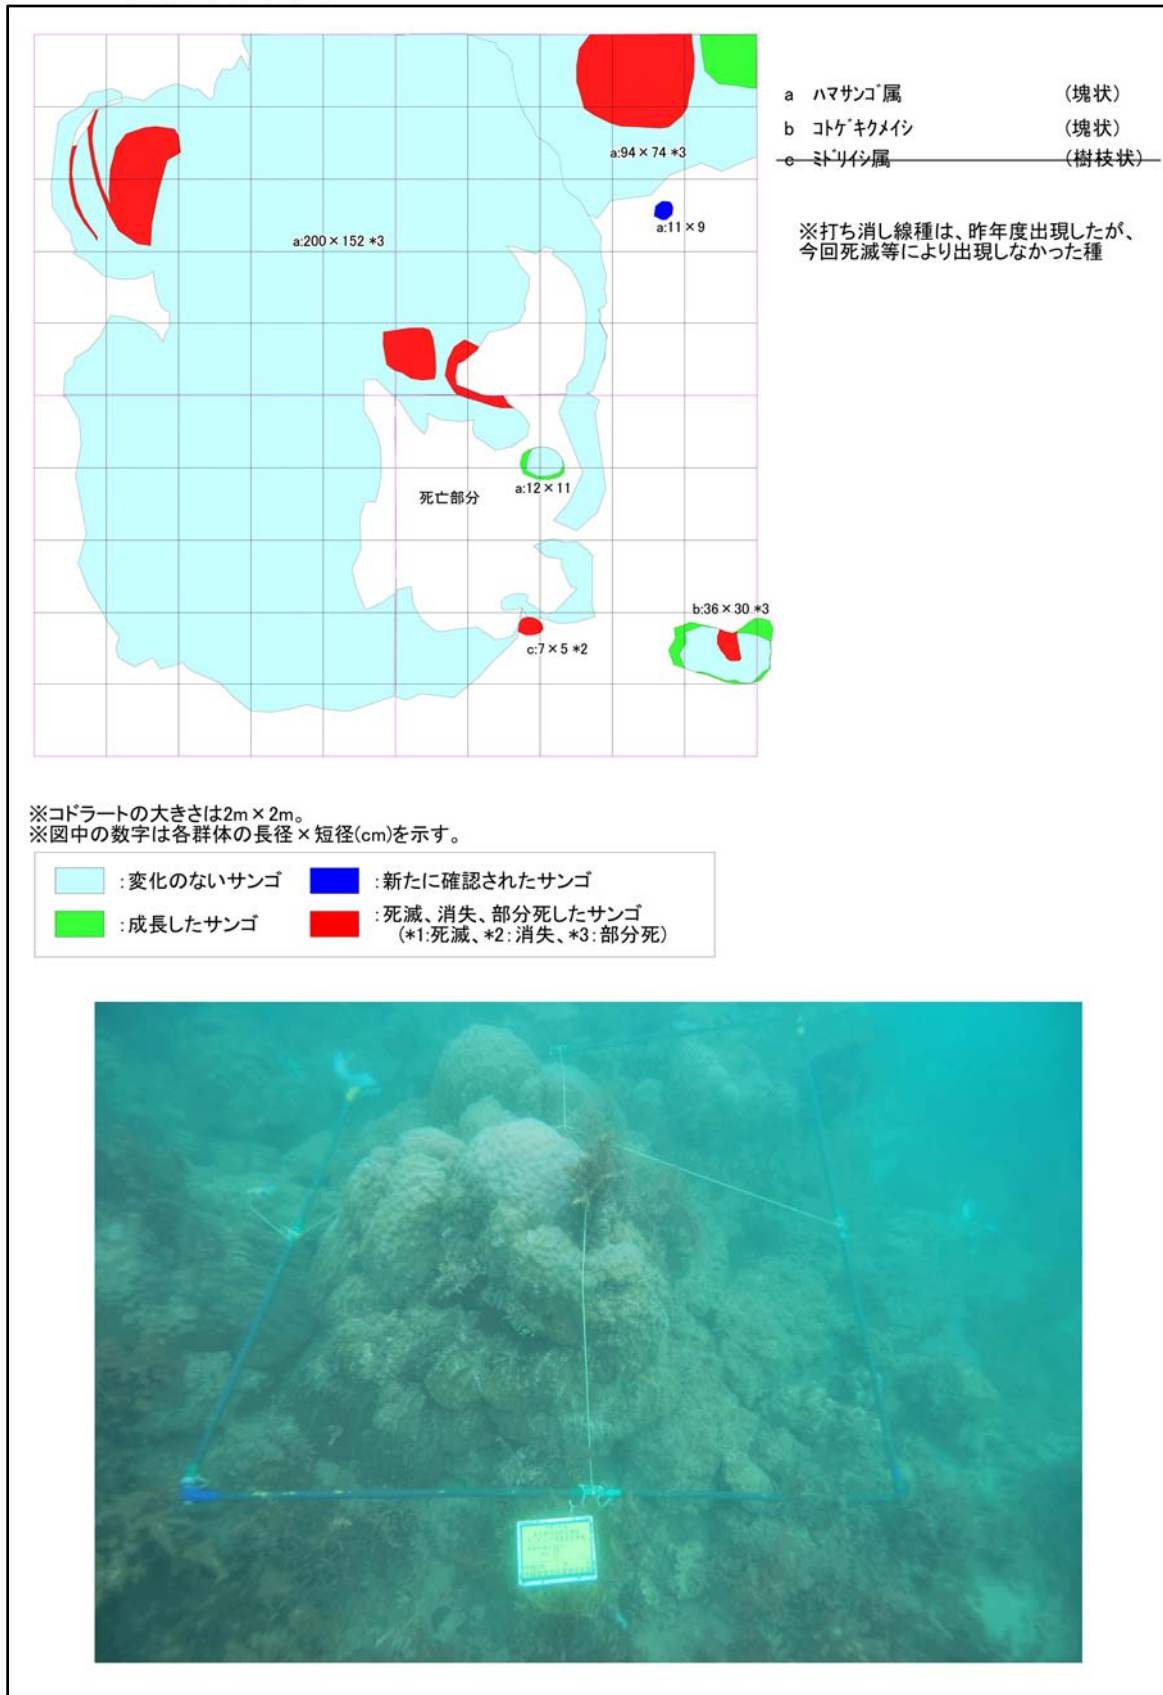 a ハマサンゴ属 (塊状)
b コトゲキクメイシ (塊状)
c ミドリイシ属 (樹枝状)
※打ち消し線種は、昨年度出現したが、
今回死滅等により出現しなかった種
a:94×74 *3
a:11×9
a:200×152 *3
a:12×11
死亡部分
b:36×30 *3
c:7×5 *2
※コドラートの大きさは2m×2m。
※図中の数字は各群体の長径×短径(cm)を示す。
:変化のないサンゴ
:新たに確認されたサンゴ
:成長したサンゴ
:死滅、消失、部分死したサンゴ
(*1:死滅、*2:消失、*3:部分死)